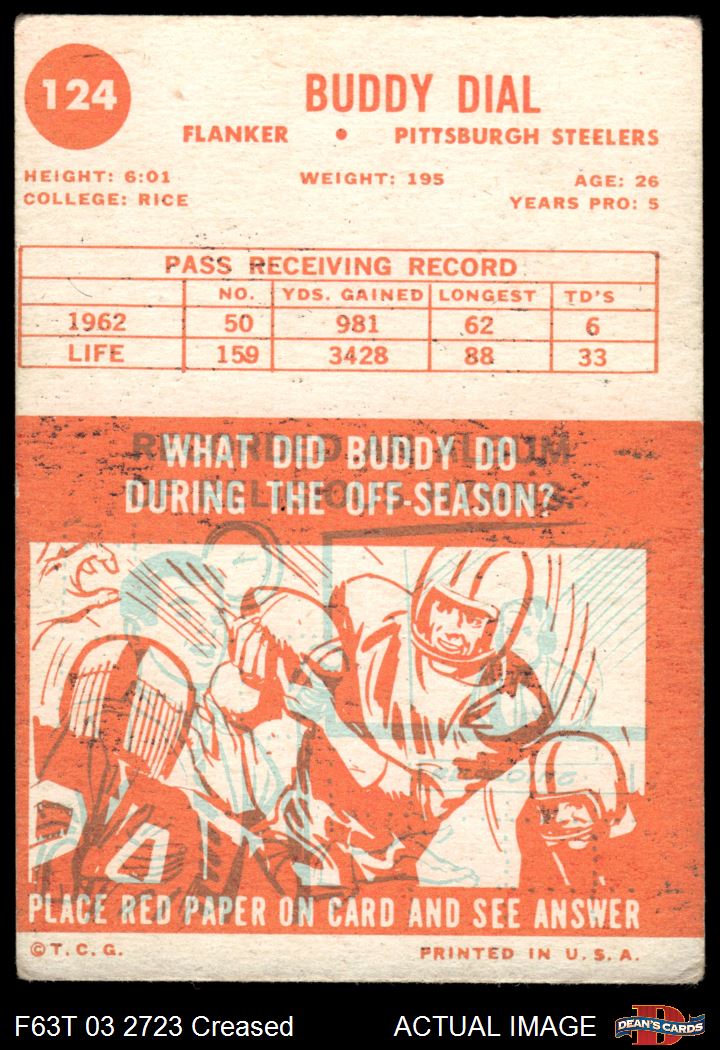 124
BUDDY DIAL
FLANKER • PITTSBURGH STEELERS
HEIGHT: 6:01 WEIGHT: 195 AGE: 26
COLLEGE: RICE YEARS PRO: 5
PASS RECEIVING RECORD
NO. YDS. GAINED LONGEST TD'S
1962 50 981 62 6
LIFE 159 3428 88 33
WHAT DID BUDDY DO
DURING THE OFF-SEASON?
PLACE RED PAPER ON CARD AND SEE ANSWER
© T. C. G. PRINTED IN U. S. A.
F63T 03 2723 Creased ACTUAL IMAGE DEAN'S CARDS